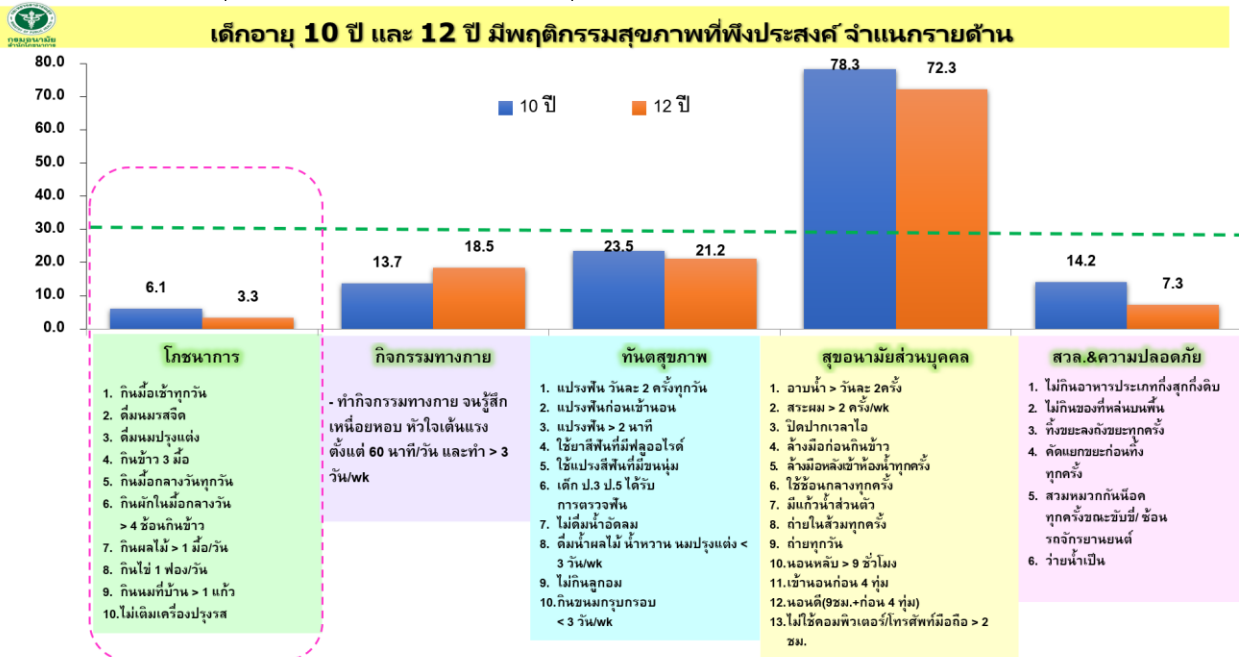 กรมอนามัย
สำนักโภชนาการ
เด็กอายุ 10 ปี และ 12 ปี มีพฤติกรรมสุขภาพที่พึงประสงค์ จำแนกรายด้าน
80.0
70.0
60.0
50.0
40.0
30.0
20.0
10.0
0.0
10 ปี
12 ปี
6.1
3.3
13.7
18.5
23.5
21.2
78.3
72.3
14.2
7.3
โภชนาการ
1. กินมื้อเช้าทุกวัน
2. ดื่มนมรสจืด
3. ดื่มนมปรุงแต่ง
4. กินข้าว 3 มื้อ
5. กินมื้อกลางวันทุกวัน
6. กินผักในมื้อกลางวัน
> 4 ช้อนกินข้าว
7. กินผลไม้ > 1 มื้อ/วัน
8. กินไข่ 1 ฟอง/วัน
9. กินนมที่บ้าน > 1 แก้ว
10.ไม่เติมเครื่องปรุงรส
กิจกรรมทางกาย
- ทำกิจกรรมทางกาย จนรู้สึก
เหนื่อยหอบ หัวใจเต้นแรง
ตั้งแต่ 60 นาที/วัน และทำ > 3
วัน/wk
ทันตสุขภาพ
1. แปรงฟัน วันละ 2 ครั้งทุกวัน
2. แปรงฟันก่อนเข้านอน
3. แปรงฟัน > 2 นาที
4. ใช้ยาสีฟันที่มีฟลูออไรด์
5. ใช้แปรงสีฟันที่มีขนนุ่ม
6. เด็ก ป.3 ป.5 ได้รับ
การตรวจฟัน
7. ไม่ดื่มน้ำอัดลม
8. ดื่มน้ำผลไม้ น้ำหวาน นมปรุงแต่ง <
3 วัน/wk
9. ไม่กินลูกอม
10.กินขนมกรุบกรอบ
< 3 วัน/wk
สุขอนามัยส่วนบุคคล
1. อาบน้ำ > วันละ 2ครั้ง
2. สระผม > 2 ครั้ง/wk
3. ปิดปากเวลาไอ
4. ล้างมือก่อนกินข้าว
5. ล้างมือหลังเข้าห้องน้ำทุกครั้ง
6. ใช้ช้อนกลางทุกครั้ง
7. มีแก้วน้ำส่วนตัว
8. ถ่ายในส้วมทุกครั้ง
9. ถ่ายทุกวัน
10.นอนหลับ > 9 ชั่วโมง
11.เข้านอนก่อน 4 ทุ่ม
12.นอนดี(9ชม.+ก่อน 4 ทุ่ม)
13.ไม่ใช้คอมพิวเตอร์/โทรศัพท์มือถือ > 2
ชม.
สวล.&ความปลอดภัย
1. ไม่กินอาหารประเภทกึ่งสุกกึ่งดิบ
2. ไม่กินของที่หล่นบนพื้น
3. ทิ้งขยะลงถังขยะทุกครั้ง
4. คัดแยกขยะก่อนทิ้ง
ทุกครั้ง
5. สวมหมวกกันน็อค
ทุกครั้งขณะขับขี่/ ซ้อน
รถจักรยานยนต์
6. ว่ายน้ำเป็น